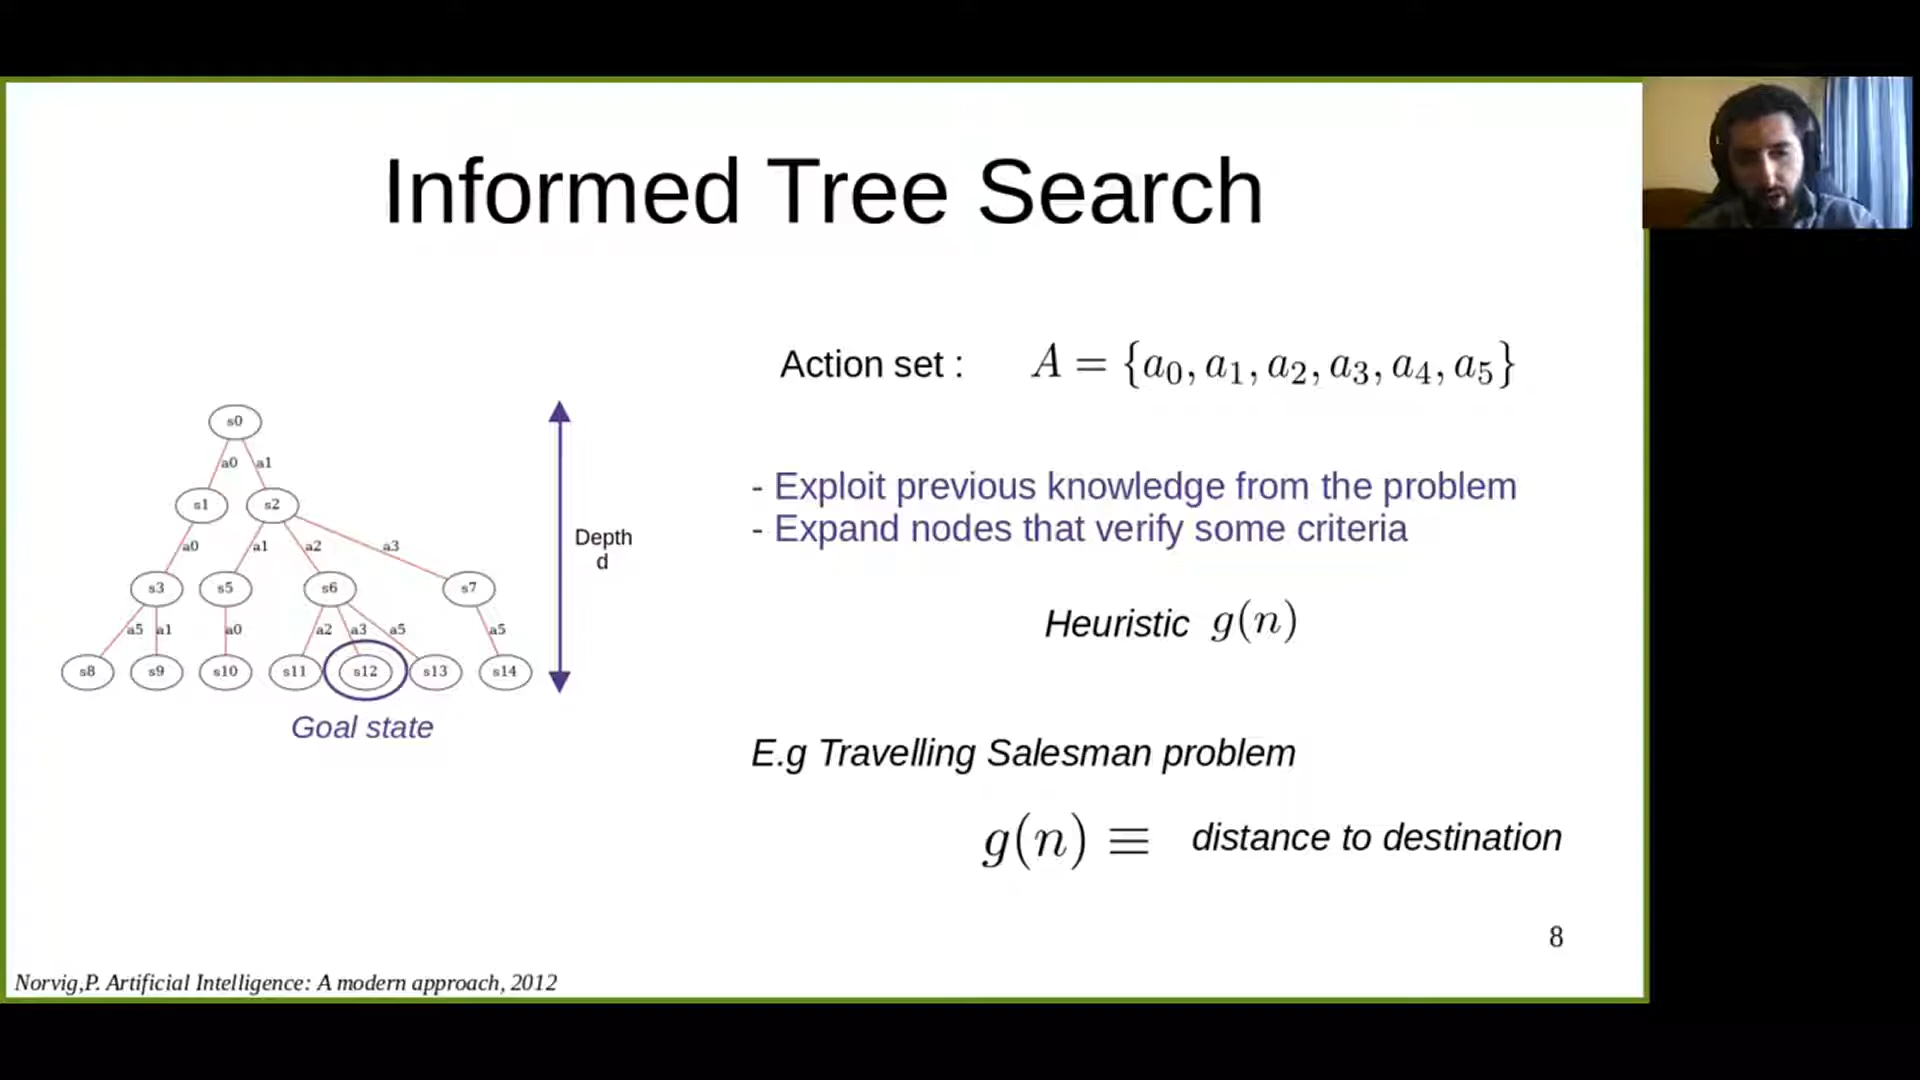 Informed Tree Search
Action set : A = {a0, a1, a2, a3, a4, a5}
- Exploit previous knowledge from the problem
- Expand nodes that verify some criteria
Heuristic g(n)
E.g Travelling Salesman problem
g(n) ≡ distance to destination
s0
a0 a1
s1 s2
a0 a1 a2 a3
s3 s5 s6 s7
a5 a1 a0 a2 a3 a5 a5
s8 s9 s10 s11 s12 s13 s14
Goal state
Depth
d
8
Norvig,P. Artificial Intelligence: A modern approach, 2012